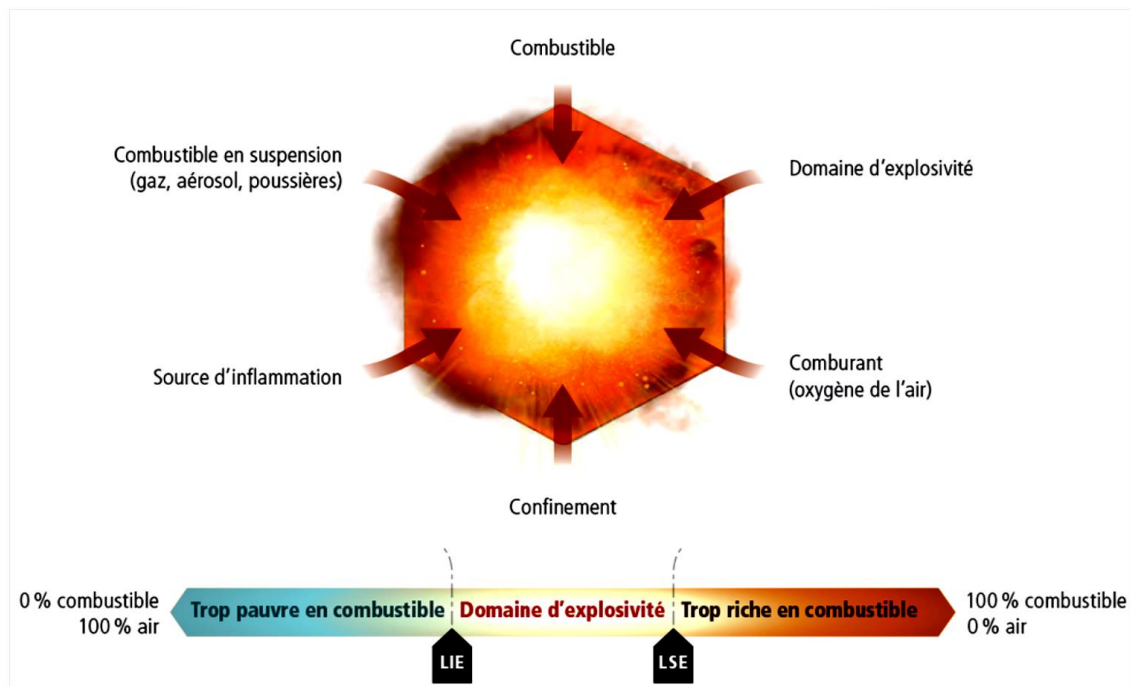 Combustible
Combustible en suspension
(gaz, aérosol, poussières)
Domaine d'explosivité
Source d'inflammation
Comburant
(oxygène de l'air)
Confinement
0 % combustible
100 % air
Trop pauvre en combustible
Domaine d'explosivité
Trop riche en combustible
100 % combustible
0 % air
LIE
LSE